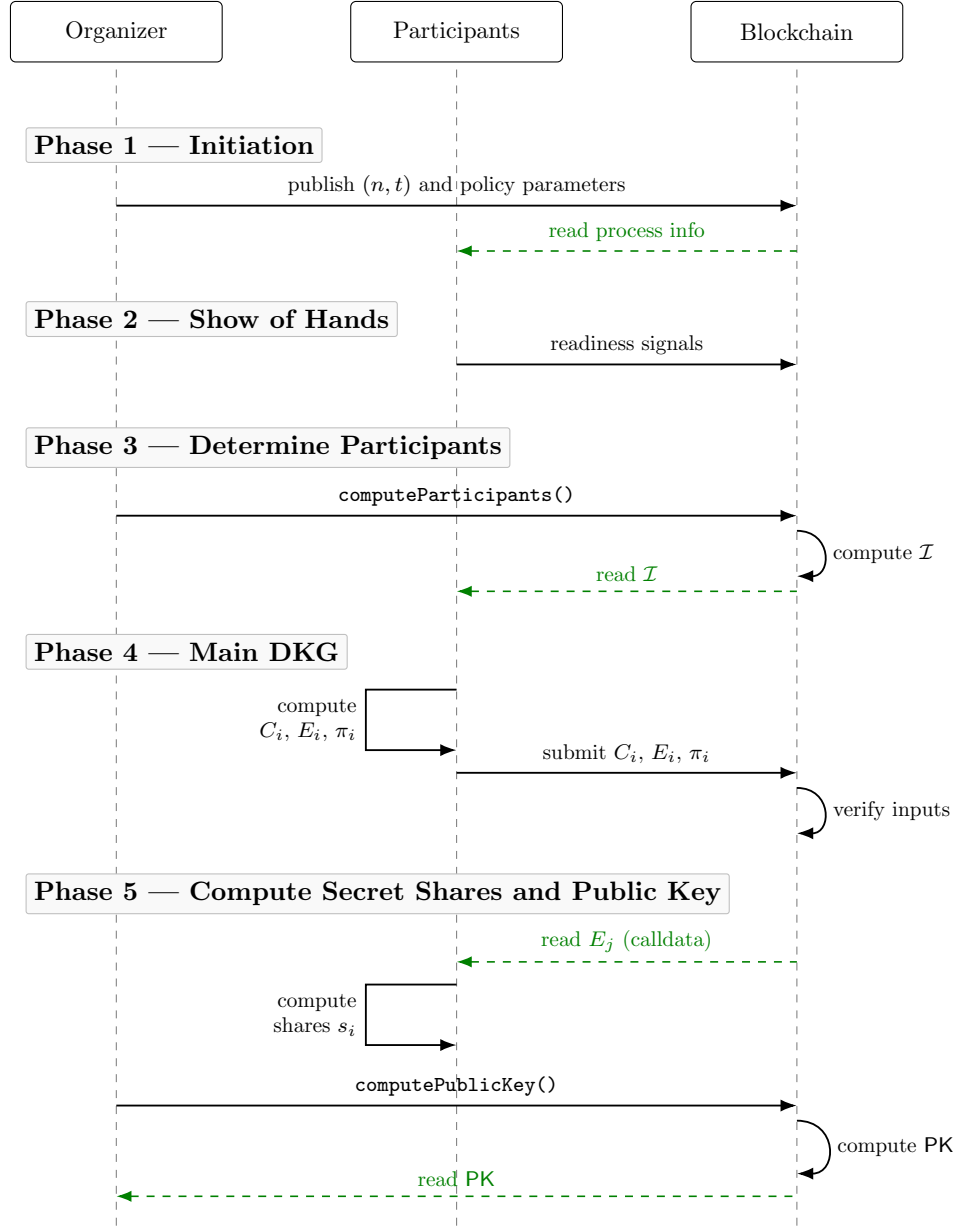 Organizer
Participants
Blockchain
Phase 1 — Initiation
publish (n, t) and policy parameters
read process info
Phase 2 — Show of Hands
readiness signals
Phase 3 — Determine Participants
computeParticipants()
compute ℐ
read ℐ
Phase 4 — Main DKG
compute
C_i, E_i, π_i
submit C_i, E_i, π_i
verify inputs
Phase 5 — Compute Secret Shares and Public Key
read E_j (calldata)
compute
shares s_i
computePublicKey()
compute PK
read PK